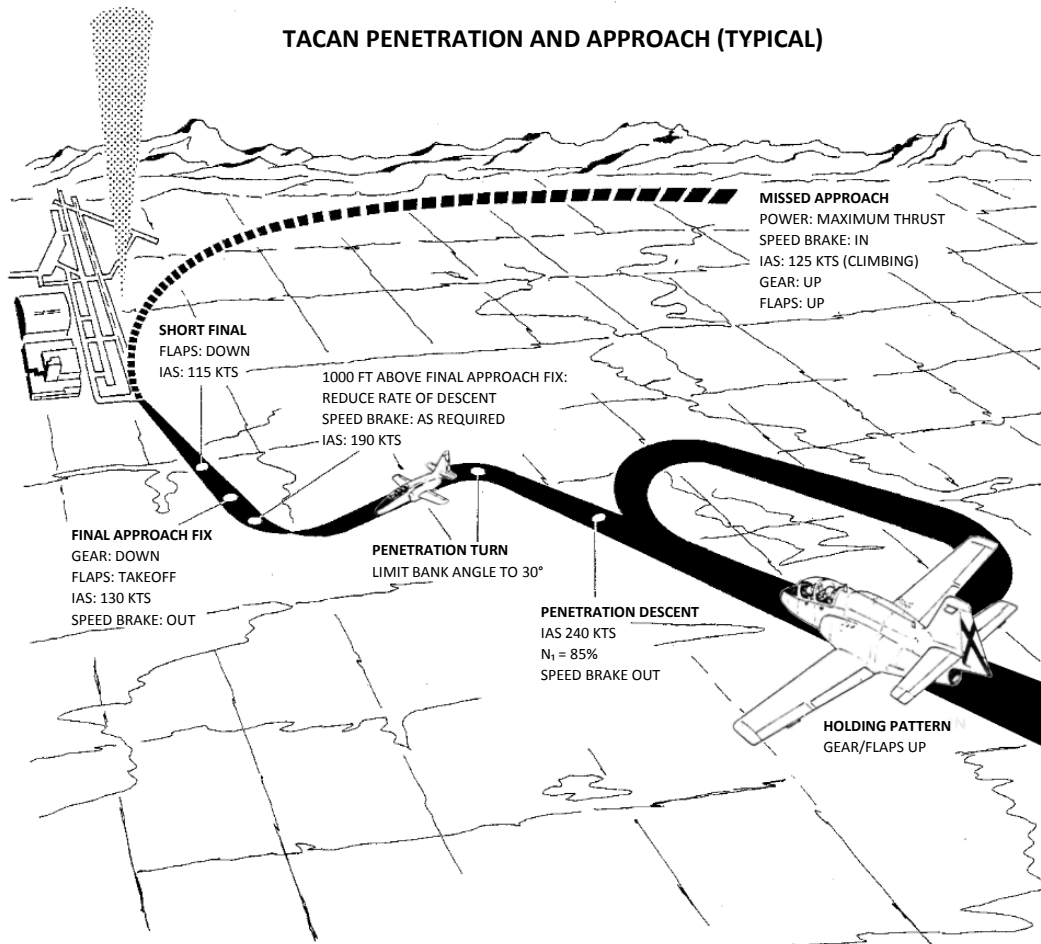 TACAN PENETRATION AND APPROACH (TYPICAL)
MISSED APPROACH
POWER: MAXIMUM THRUST
SPEED BRAKE: IN
IAS: 125 KTS (CLIMBING)
GEAR: UP
FLAPS: UP
SHORT FINAL
FLAPS: DOWN
IAS: 115 KTS
1000 FT ABOVE FINAL APPROACH FIX:
REDUCE RATE OF DESCENT
SPEED BRAKE: AS REQUIRED
IAS: 190 KTS
FINAL APPROACH FIX
GEAR: DOWN
FLAPS: TAKEOFF
IAS: 130 KTS
SPEED BRAKE: OUT
PENETRATION TURN
LIMIT BANK ANGLE TO 30°
PENETRATION DESCENT
IAS 240 KTS
N₁ = 85%
SPEED BRAKE OUT
HOLDING PATTERN
GEAR/FLAPS UP